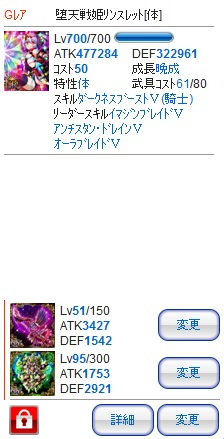 Gレア 堕天戦姫ﾘﾝｽﾚｯﾄ[体]
Lv700/700
ATK477284 DEF322961
ｺｽﾄ50 成長晩成
特性体 武具ｺｽﾄ61/80
ｽｷﾙﾀﾞｰｸﾈｽﾌﾞｰｽﾄⅤ(騎士)
ﾘｰﾀﾞｰｽｷﾙｲﾏｼﾞﾝﾌﾞﾚｲﾄﾞⅤ
ｱﾝﾁｽﾀﾝ･ﾄﾞﾚｲﾝⅤ
ｵｰﾗﾌﾞﾚｲﾄﾞⅤ
Lv51/150
ATK3427
DEF1542
変更
Lv95/300
ATK1753
DEF2921
変更
詳細 変更